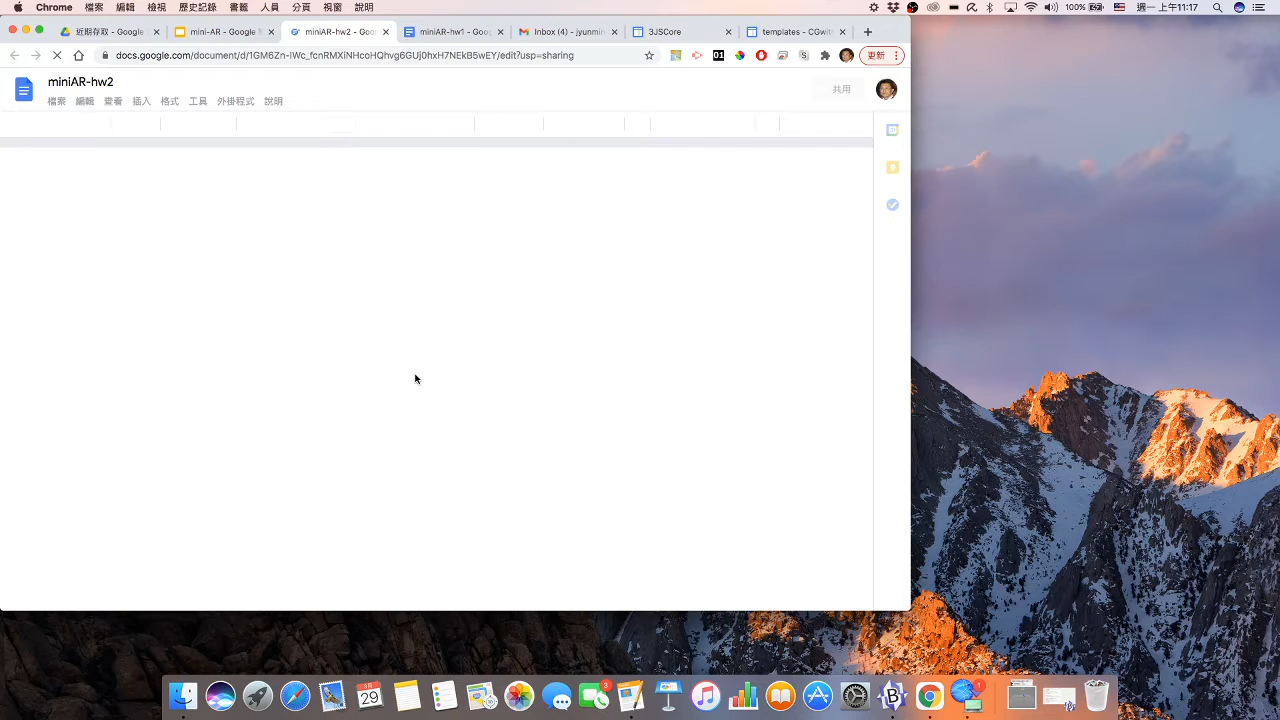 Chrome 檔案 編輯 檢視 歷史記錄 書籤 人員 分頁 視窗 說明 100% 週一 上午11:17
近期存取 - Google mini-AR - Google miniAR-hw2 - Goo miniAR-hw1 - Goo Inbox (4) - jyunmin 3JSCore templates - CGwit
docs.google.com/document/d/1GM6Zn-IWc_fcnRMXiNHcoHQhvg6GUJ0hxH7z-rkB5wEY/edit?usp=sharing 更新
miniAR-hw2
共用
檔案 編輯 查看 插入 格式 工具 外掛程式 說明